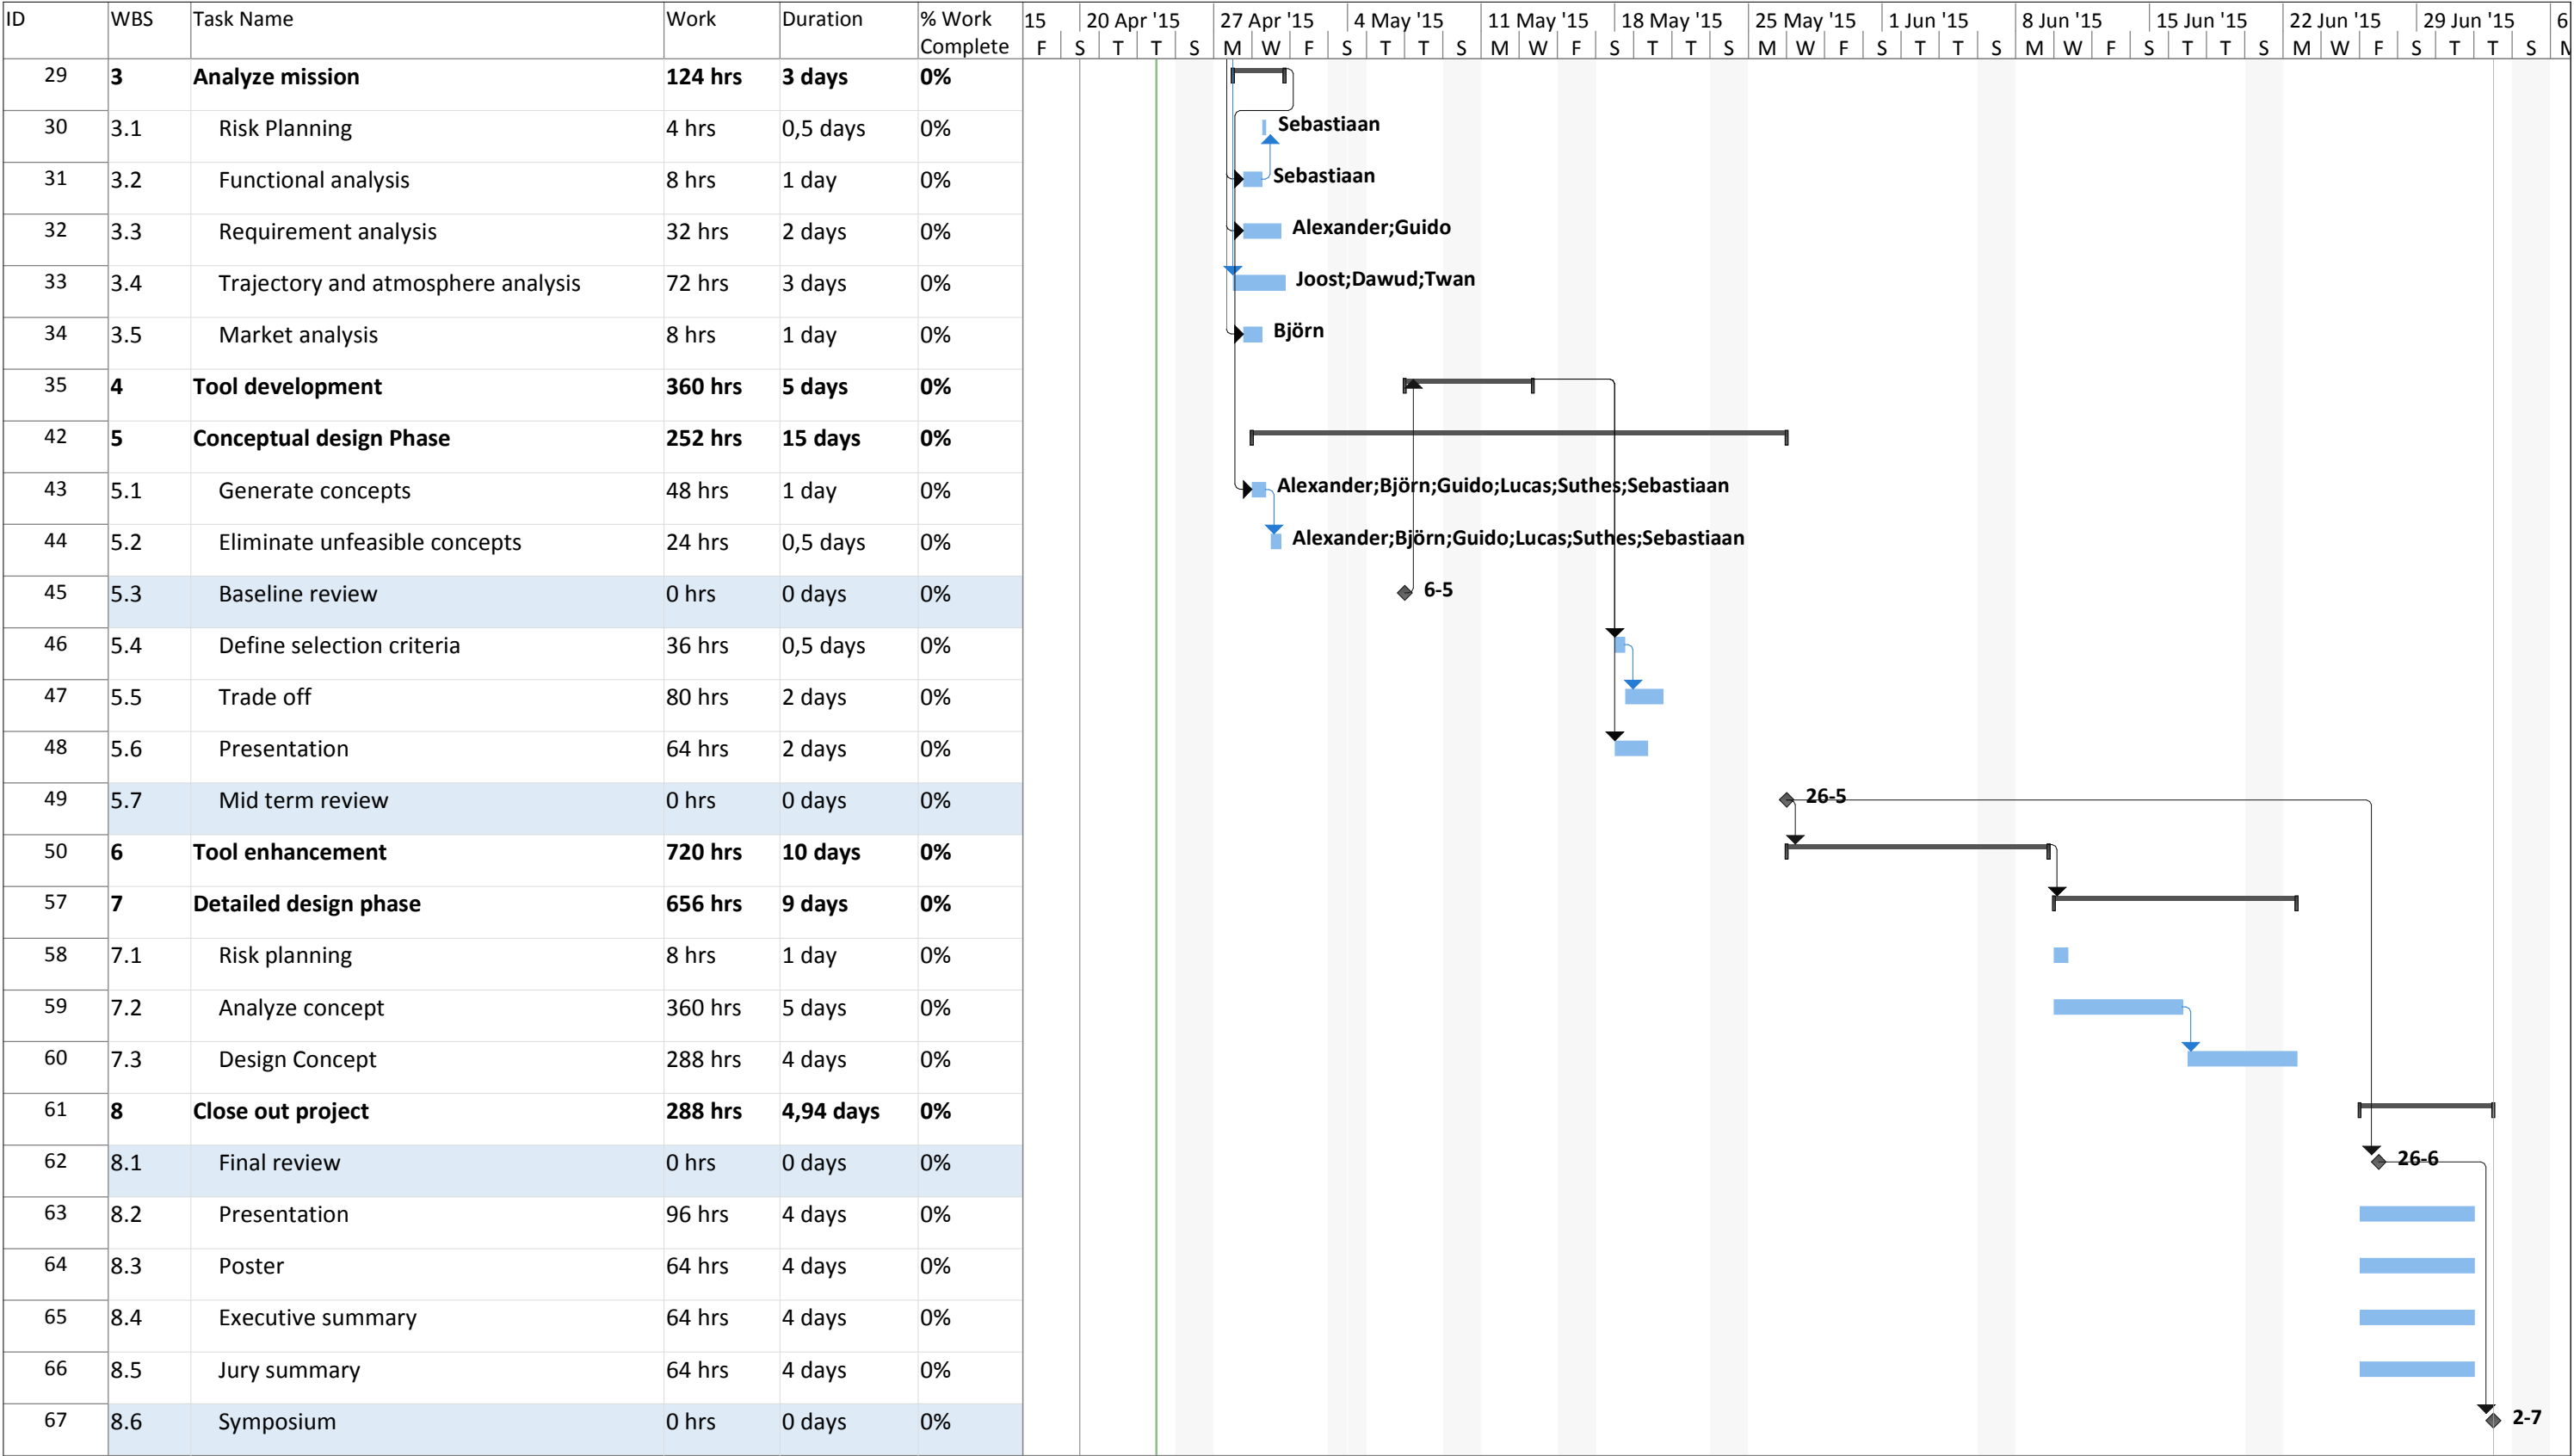 ID WBS Task Name Work Duration % Work Complete 15 20 Apr '15 27 Apr '15 4 May '15 11 May '15 18 May '15 25 May '15 1 Jun '15 8 Jun '15 15 Jun '15 22 Jun '15 29 Jun '15 6
F S T T S M W F S T T S M W F S T T S M W F S T T S M W F S T T S M W F S T T S
29 3 Analyze mission 124 hrs 3 days 0%
30 3.1 Risk Planning 4 hrs 0,5 days 0% Sebastiaan
31 3.2 Functional analysis 8 hrs 1 day 0% Sebastiaan
32 3.3 Requirement analysis 32 hrs 2 days 0% Alexander;Guido
33 3.4 Trajectory and atmosphere analysis 72 hrs 3 days 0% Joost;Dawud;Twan
34 3.5 Market analysis 8 hrs 1 day 0% Björn
35 4 Tool development 360 hrs 5 days 0%
42 5 Conceptual design Phase 252 hrs 15 days 0%
43 5.1 Generate concepts 48 hrs 1 day 0% Alexander;Björn;Guido;Lucas;Suthes;Sebastiaan
44 5.2 Eliminate unfeasible concepts 24 hrs 0,5 days 0% Alexander;Björn;Guido;Lucas;Suthes;Sebastiaan
45 5.3 Baseline review 0 hrs 0 days 0% 6-5
46 5.4 Define selection criteria 36 hrs 0,5 days 0%
47 5.5 Trade off 80 hrs 2 days 0%
48 5.6 Presentation 64 hrs 2 days 0%
49 5.7 Mid term review 0 hrs 0 days 0% 26-5
50 6 Tool enhancement 720 hrs 10 days 0%
57 7 Detailed design phase 656 hrs 9 days 0%
58 7.1 Risk planning 8 hrs 1 day 0%
59 7.2 Analyze concept 360 hrs 5 days 0%
60 7.3 Design Concept 288 hrs 4 days 0%
61 8 Close out project 288 hrs 4,94 days 0%
62 8.1 Final review 0 hrs 0 days 0% 26-6
63 8.2 Presentation 96 hrs 4 days 0%
64 8.3 Poster 64 hrs 4 days 0%
65 8.4 Executive summary 64 hrs 4 days 0%
66 8.5 Jury summary 64 hrs 4 days 0%
67 8.6 Symposium 0 hrs 0 days 0% 2-7